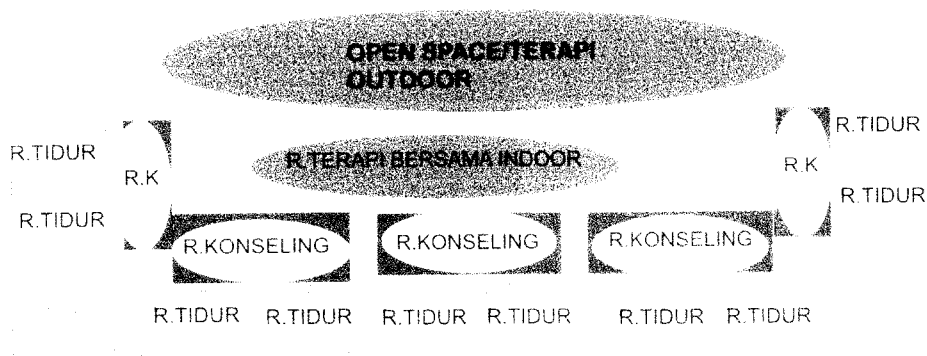 OPEN SPACE/TERAPI
OUTDOOR
R.TIDUR
R.K
R.TIDUR
R.TERAPI BERSAMA INDOOR
R.TIDUR
R.K
R.TIDUR
R.KONSELING
R.KONSELING
R.KONSELING
R.TIDUR R.TIDUR R.TIDUR R.TIDUR R.TIDUR R.TIDUR